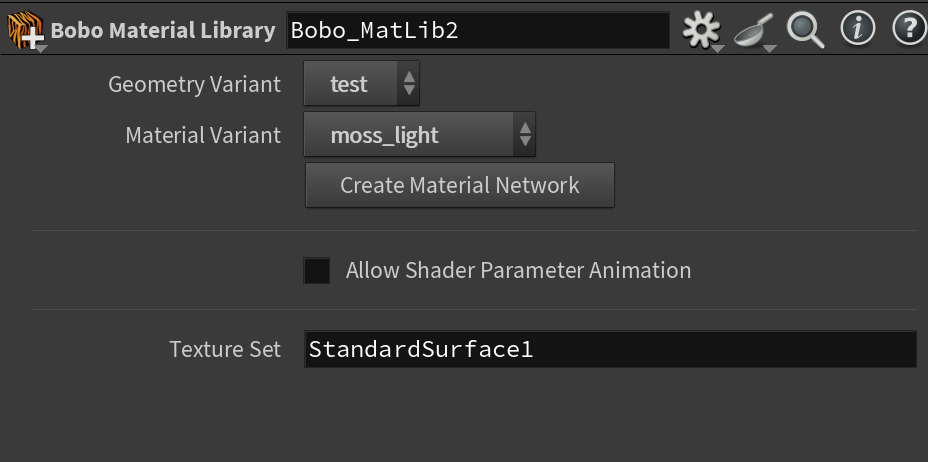 Bobo Material Library Bobo_MatLib2
Geometry Variant test
Material Variant moss_light
Create Material Network
Allow Shader Parameter Animation
Texture Set StandardSurface1